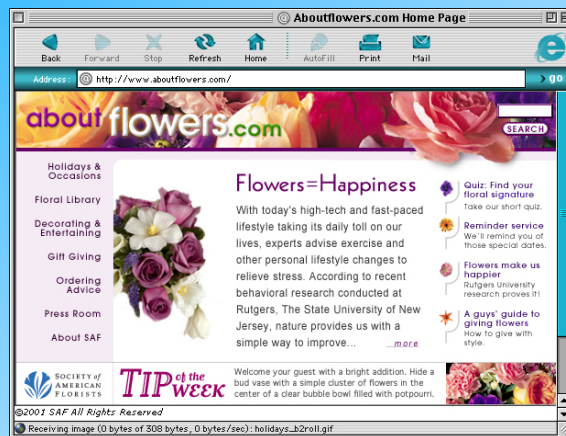 Aboutflowers.com Home Page
Back Forward Stop Refresh Home AutoFill Print Mail
Address: http://www.aboutflowers.com/ go
aboutflowers.com
SEARCH
Holidays &
Occasions
Floral Library
Decorating &
Entertaining
Gift Giving
Ordering
Advice
Press Room
About SAF
Flowers=Happiness
With today's high-tech and fast-paced
lifestyle taking its daily toll on our
lives, experts advise exercise and
other personal lifestyle changes to
relieve stress. According to recent
behavioral research conducted at
Rutgers, The State University of New
Jersey, nature provides us with a
simple way to improve... ...more
Quiz: Find your
floral signature
Take our short quiz.
Reminder service
We'll remind you of
those special dates.
Flowers make us
happier
Rutgers University
research proves it!
A guys' guide to
giving flowers
How to give with
style.
SOCIETY of
AMERICAN
FLORISTS
TIP of the WEEK
Welcome your guest with a bright addition. Hide a
bud vase with a simple cluster of flowers in the
center of a clear bubble bowl filled with potpourri.
©2001 SAF All Rights Reserved
Receiving image (0 bytes of 308 bytes, 0 bytes/sec): holidays_b2roll.gif